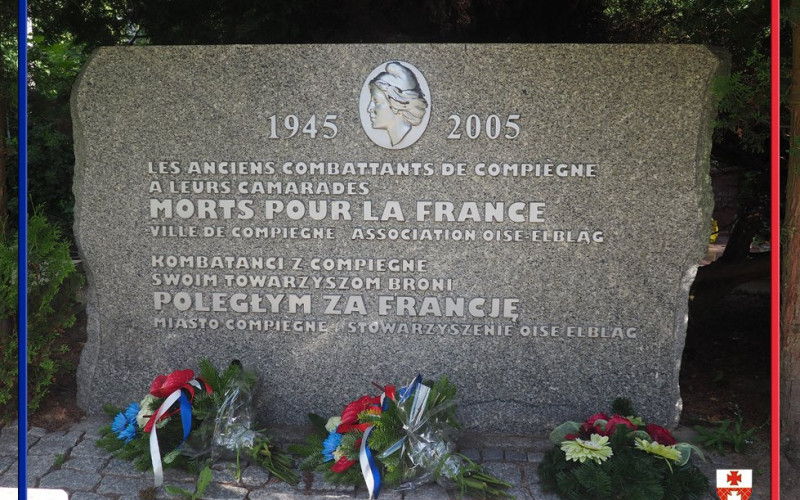 1945 2005
LES ANCIENS COMBATTANTS DE COMPIÈGNE
A LEURS CAMARADES
MORTS POUR LA FRANCE
VILLE DE COMPIEGNE ASSOCIATION OISE-ELBLĄG
KOMBATANCI Z COMPIEGNE
SWOIM TOWARZYSZOM BRONI
POLEGŁYM ZA FRANCJĘ
MIASTO COMPIEGNE I STOWARZYSZENIE OISE ELBLĄG